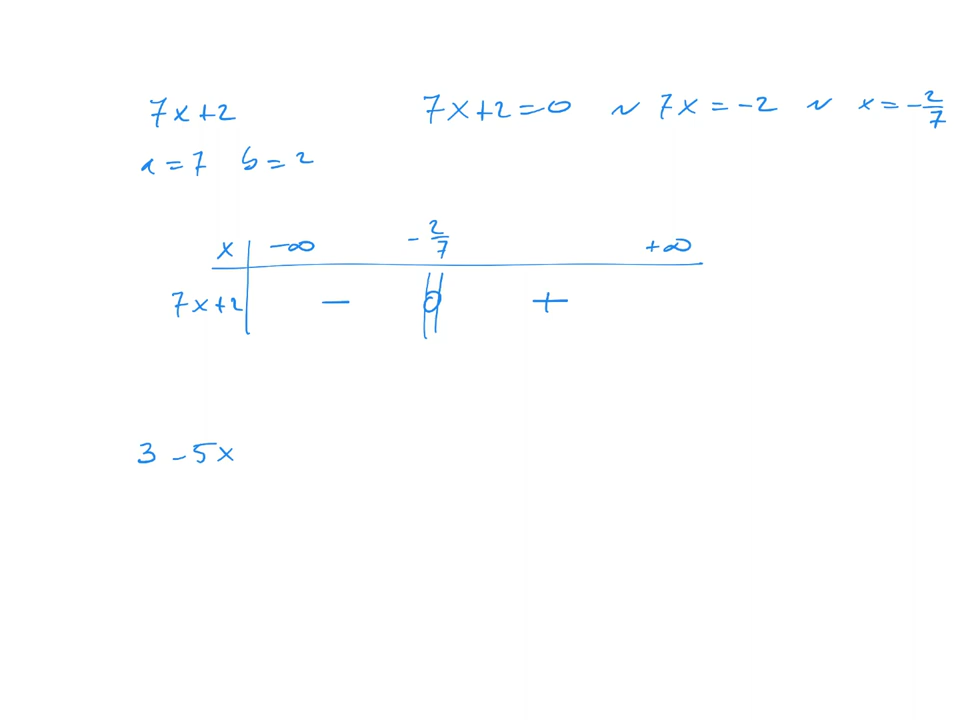 7x+2 7x+2=0 ~ 7x=-2 ~ x=-2/7
a=7 b=2
x -∞ -2/7 +∞
7x+2 - 0 +
3-5x